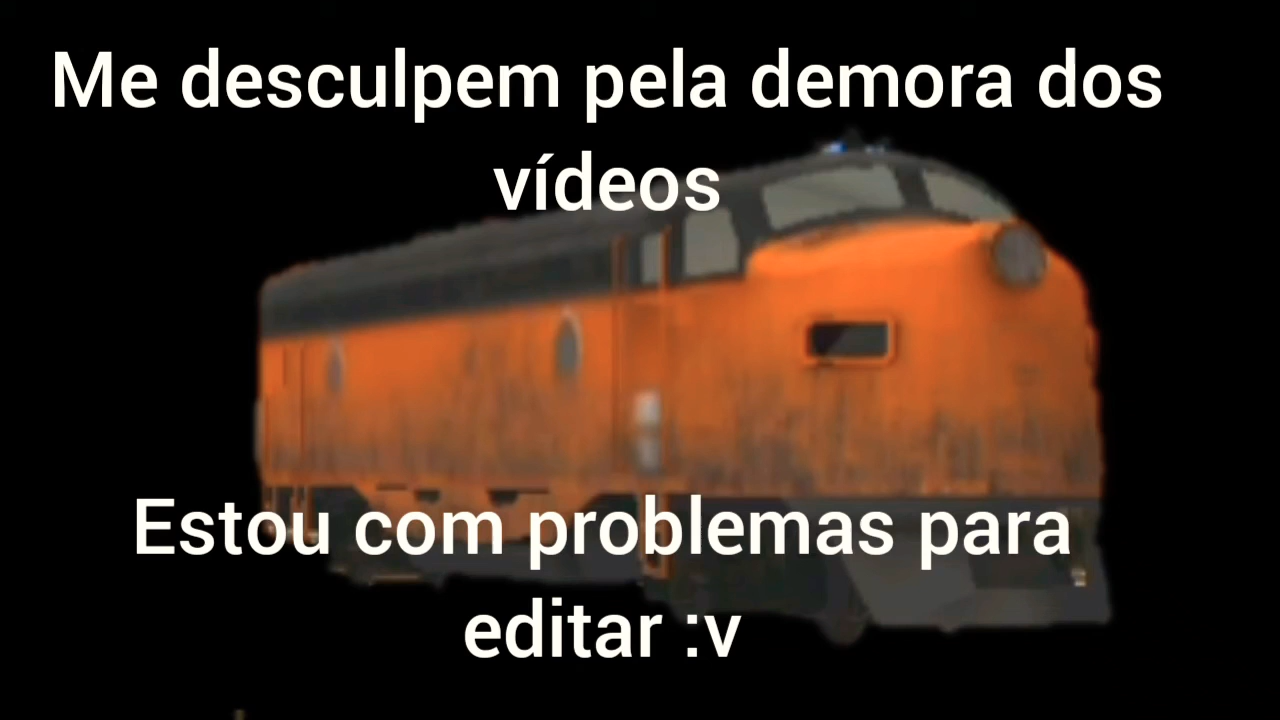 Me desculpem pela demora dos
vídeos
Estou com problemas para
editar :v